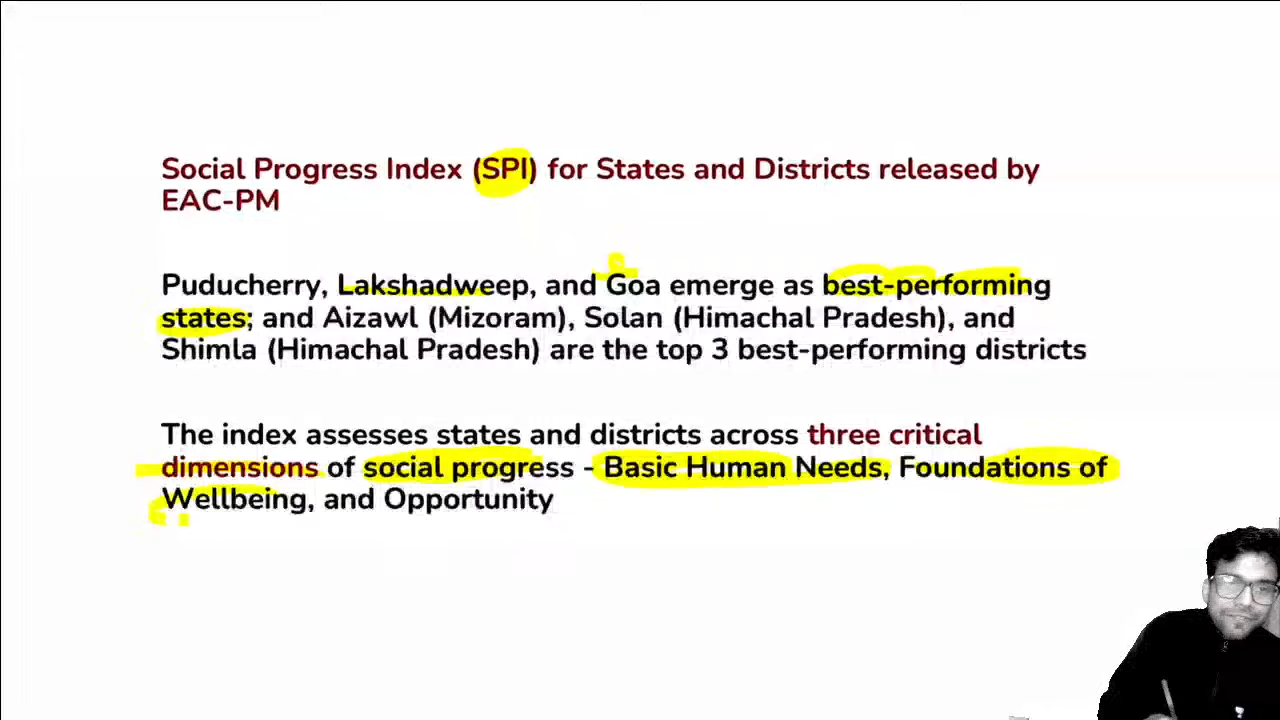 Social Progress Index (SPI) for States and Districts released by
EAC-PM
Puducherry, Lakshadweep, and Goa emerge as best-performing
states; and Aizawl (Mizoram), Solan (Himachal Pradesh), and
Shimla (Himachal Pradesh) are the top 3 best-performing districts
The index assesses states and districts across three critical
dimensions of social progress - Basic Human Needs, Foundations of
Wellbeing, and Opportunity